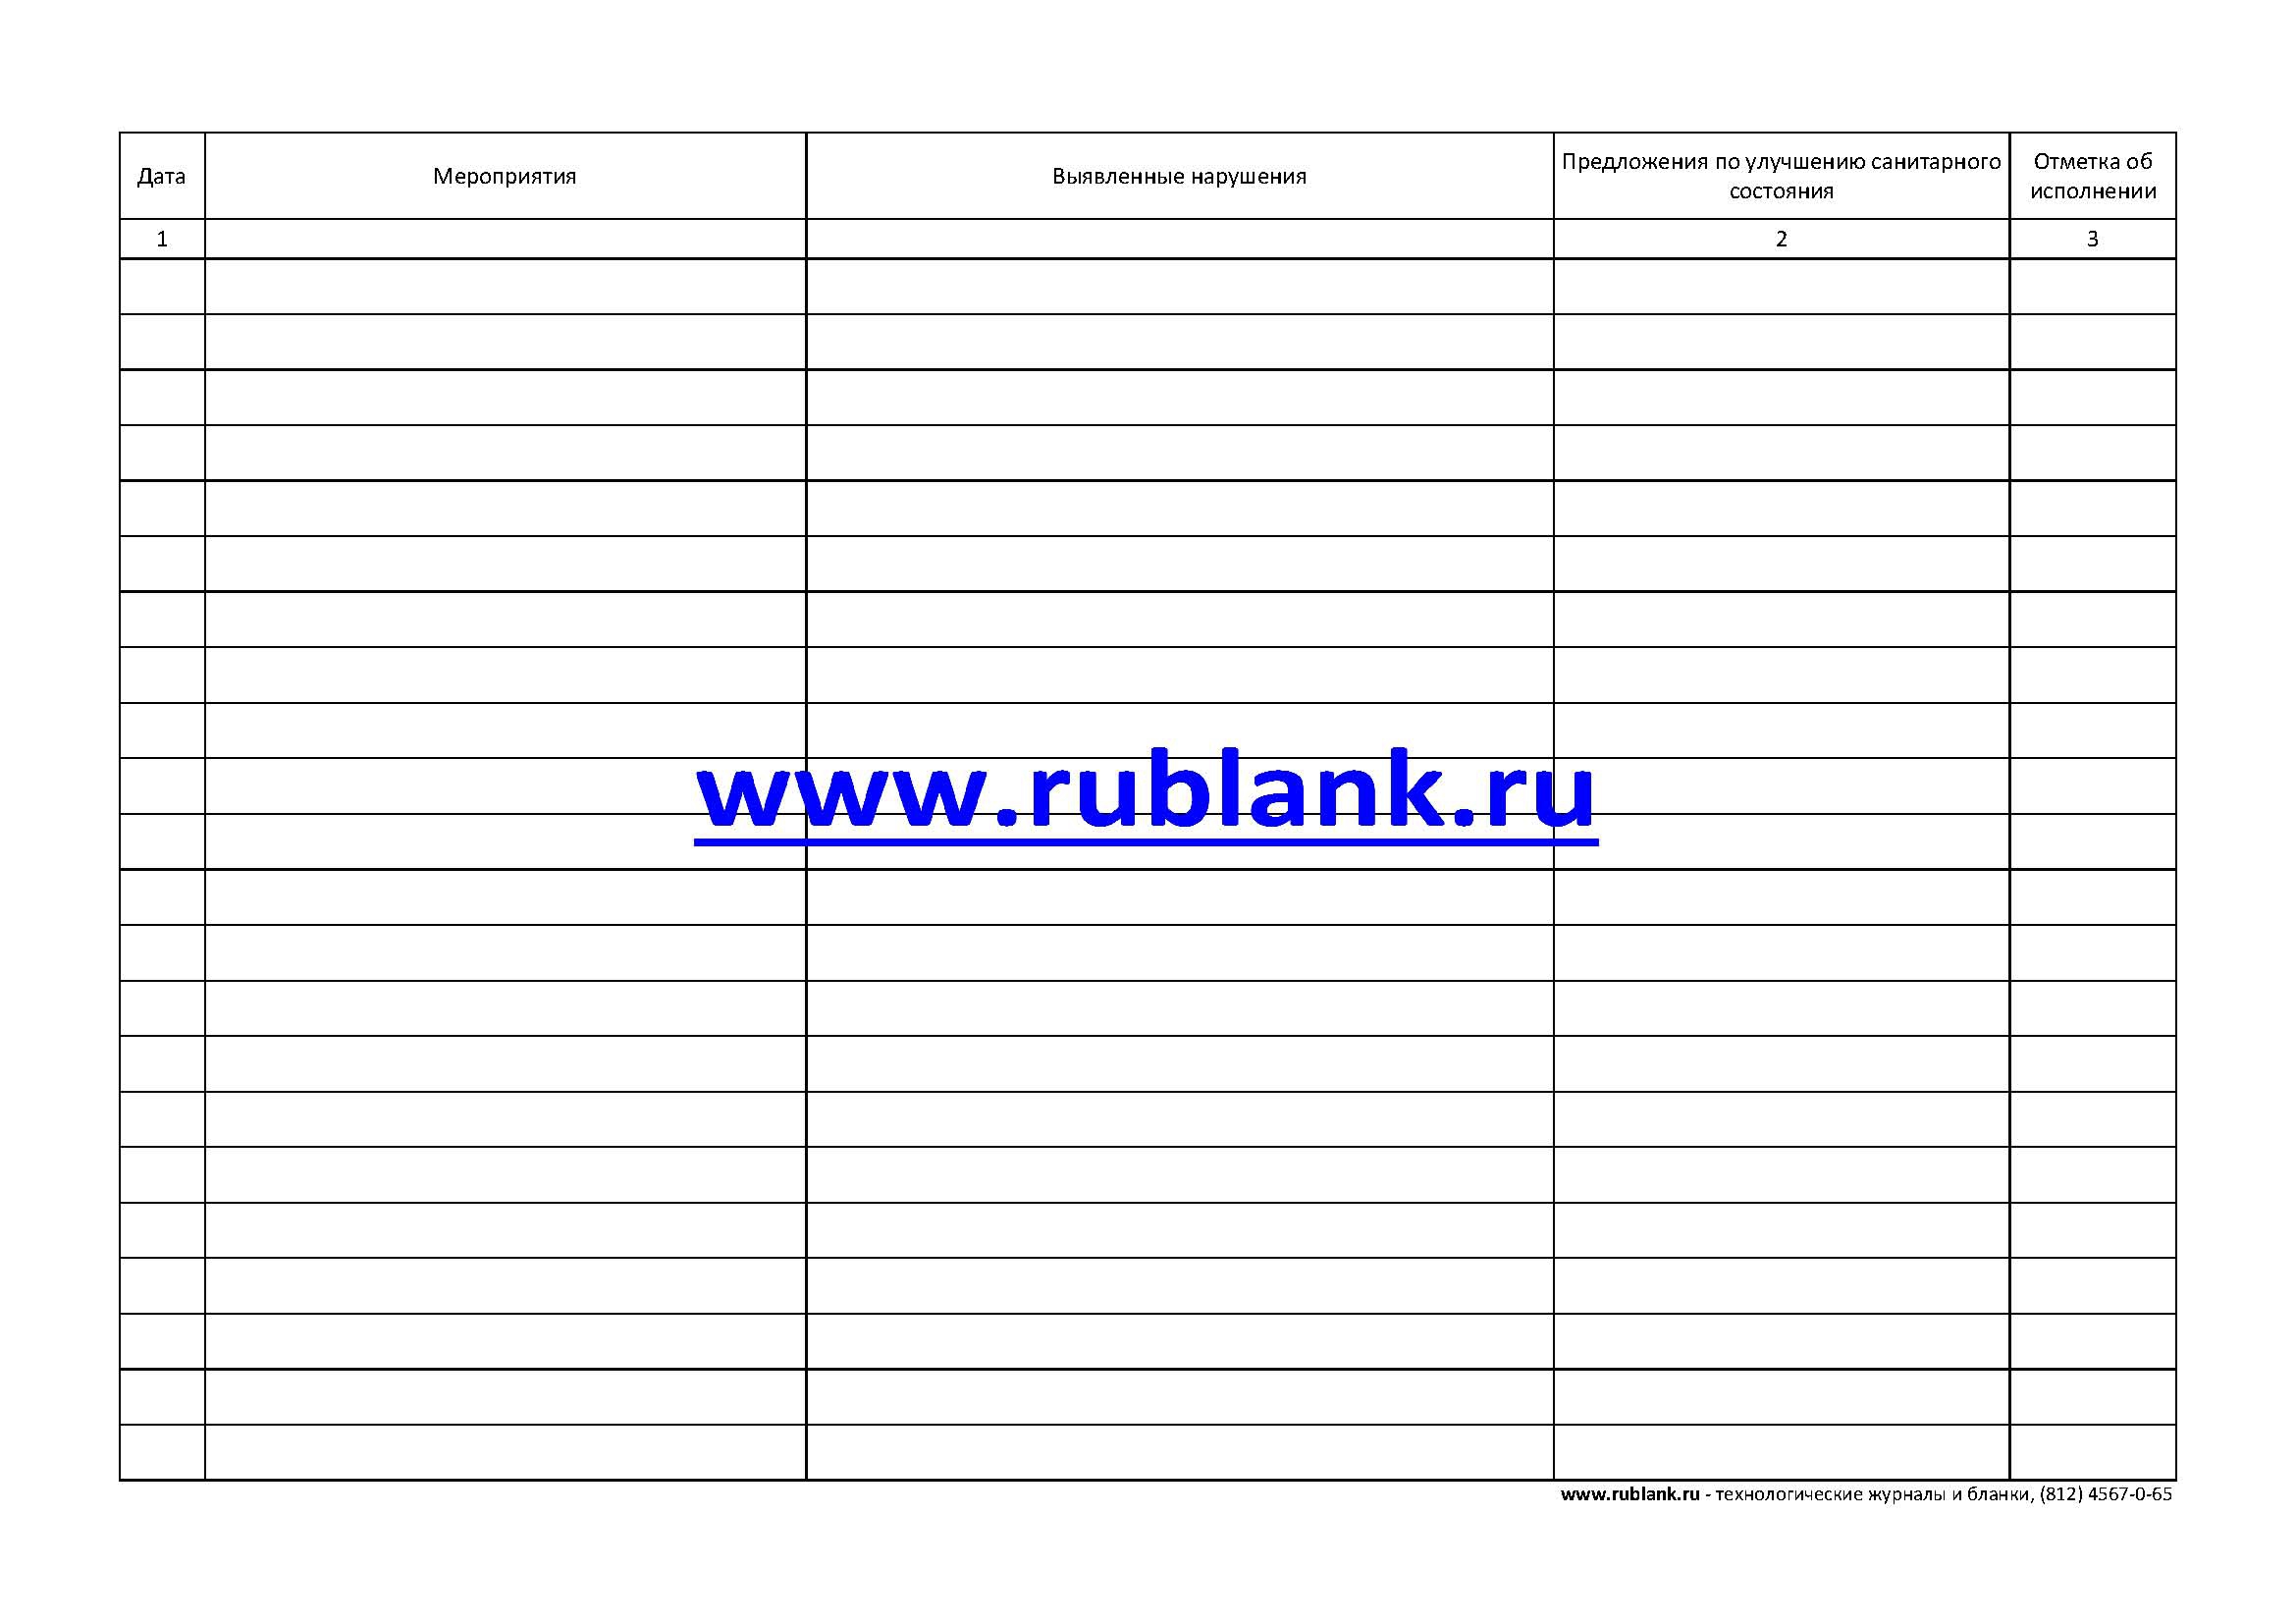 Дата
Мероприятия
Выявленные нарушения
Предложения по улучшению санитарного
состояния
Отметка об
исполнении
1
2
3
www.rublank.ru
www.rublank.ru - технологические журналы и бланки, (812) 4567-0-65